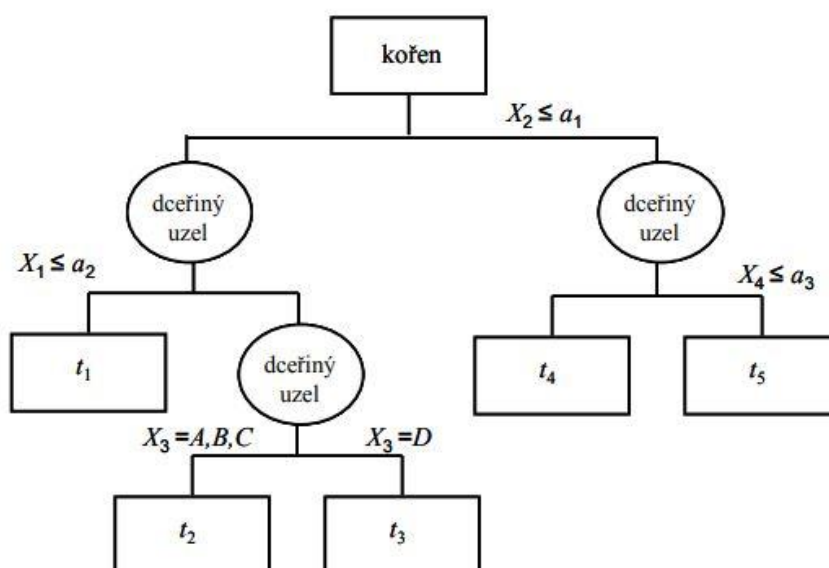 kořen
X₂ ≤ a₁
dceřiný
uzel
dceřiný
uzel
X₁ ≤ a₂
X₄ ≤ a₃
t₁
dceřiný
uzel
t₄
t₅
X₃ =A,B,C
X₃ =D
t₂
t₃